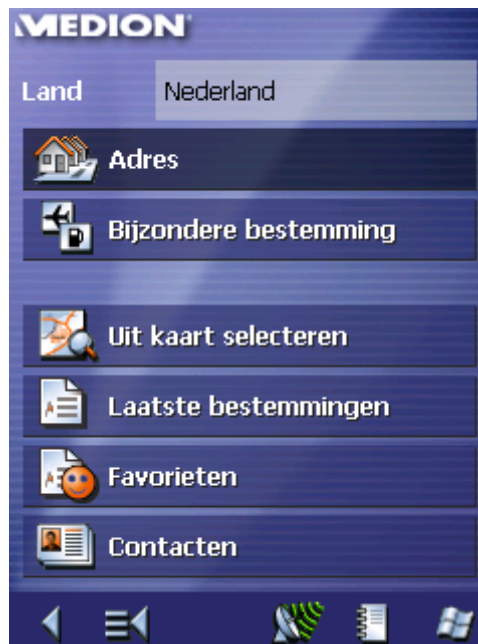 MEDION
Land Nederland
Adres
Bijzondere bestemming
Uit kaart selecteren
Laatste bestemmingen
Favorieten
Contacten